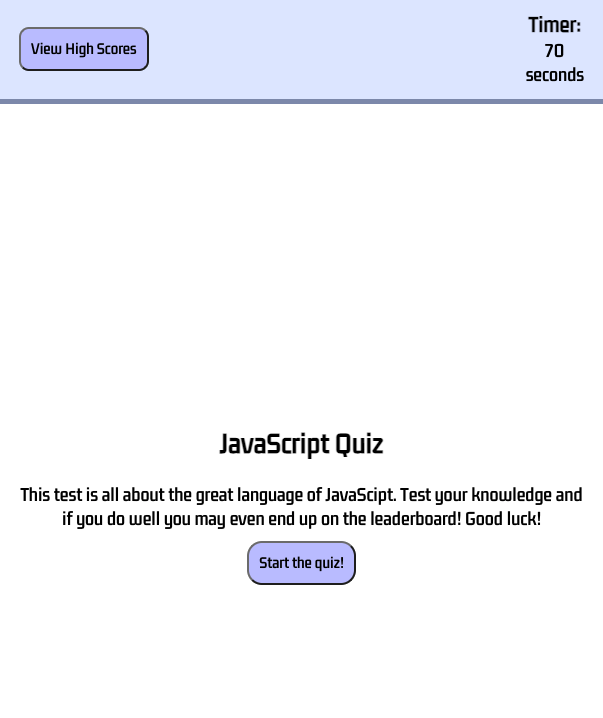 View High Scores
Timer:
70
seconds
JavaScript Quiz
This test is all about the great language of JavaScipt. Test your knowledge and
if you do well you may even end up on the leaderboard! Good luck!
Start the quiz!